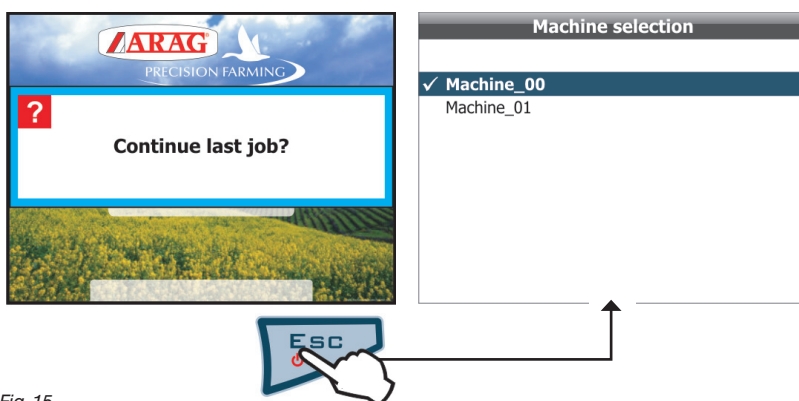 ARAG
PRECISION FARMING
?
Continue last job?
Machine selection
✓ Machine_00
Machine_01
Esc
Fig. 15